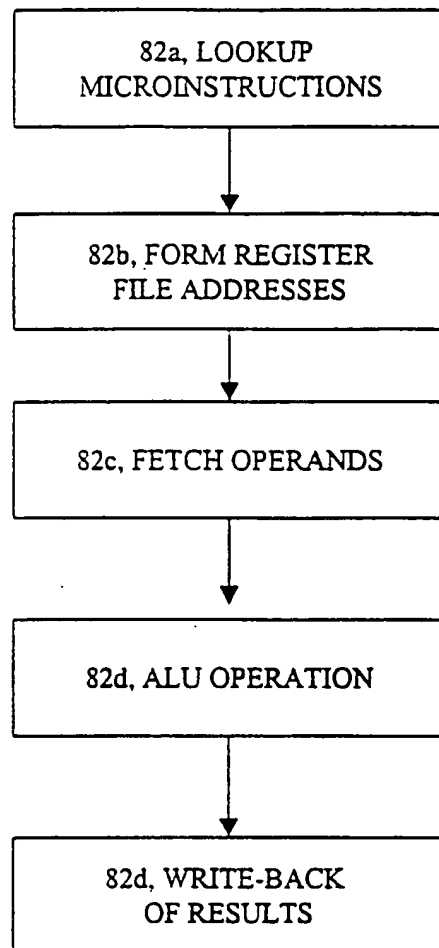 82a, LOOKUP
MICROINSTRUCTIONS
82b, FORM REGISTER
FILE ADDRESSES
82c, FETCH OPERANDS
82d, ALU OPERATION
82d, WRITE-BACK
OF RESULTS